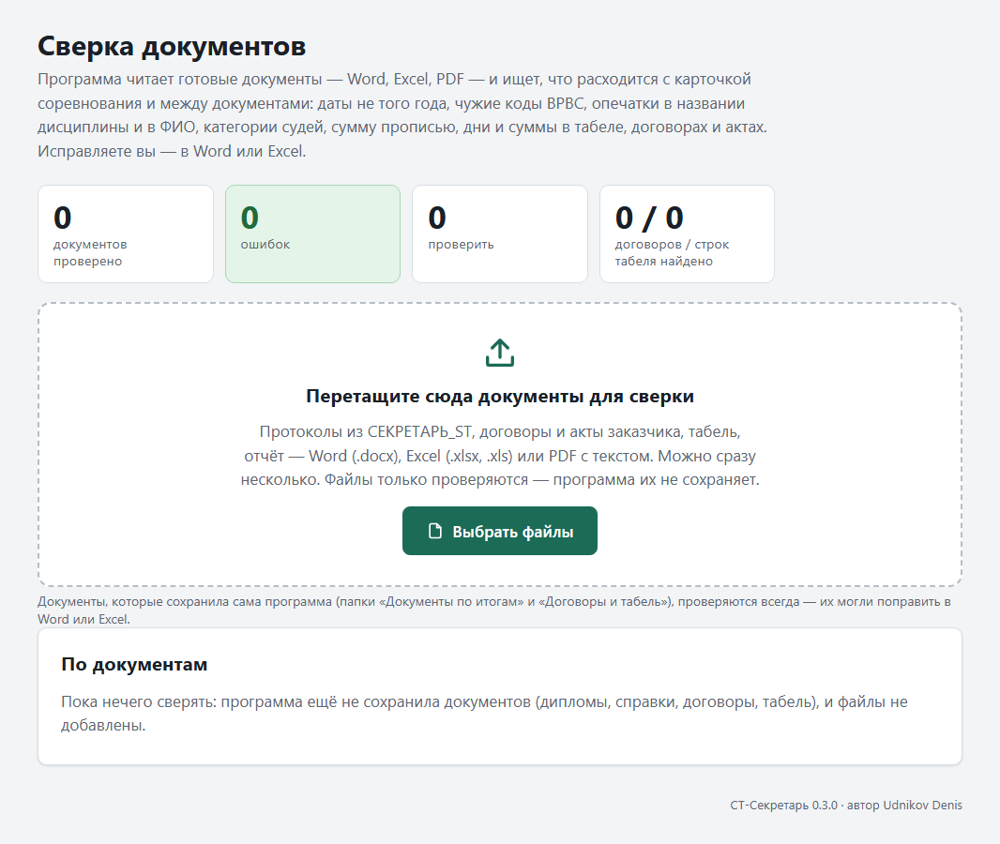 Сверка документов
Программа читает готовые документы — Word, Excel, PDF — и ищет, что расходится с карточкой
соревнования и между документами: даты не того года, чужие коды ВРВС, опечатки в названии
дисциплины и в ФИО, категории судей, сумму прописью, дни и суммы в табеле, договорах и актах.
Исправляете вы — в Word или Excel.
0
документов
проверено
0
ошибок
0
проверить
0 / 0
договоров / строк
табеля найдено
Перетащите сюда документы для сверки
Протоколы из СЕКРЕТАРЬ_ST, договоры и акты заказчика, табель,
отчёт — Word (.docx), Excel (.xlsx, .xls) или PDF с текстом. Можно сразу
несколько. Файлы только проверяются — программа их не сохраняет.
Выбрать файлы
Документы, которые сохранила сама программа (папки «Документы по итогам» и «Договоры и табель»), проверяются всегда — их могли поправить в
Word или Excel.
По документам
Пока нечего сверять: программа ещё не сохранила документов (дипломы, справки, договоры, табель), и файлы не
добавлены.
СТ-Секретарь 0.3.0 · автор Udnikov Denis